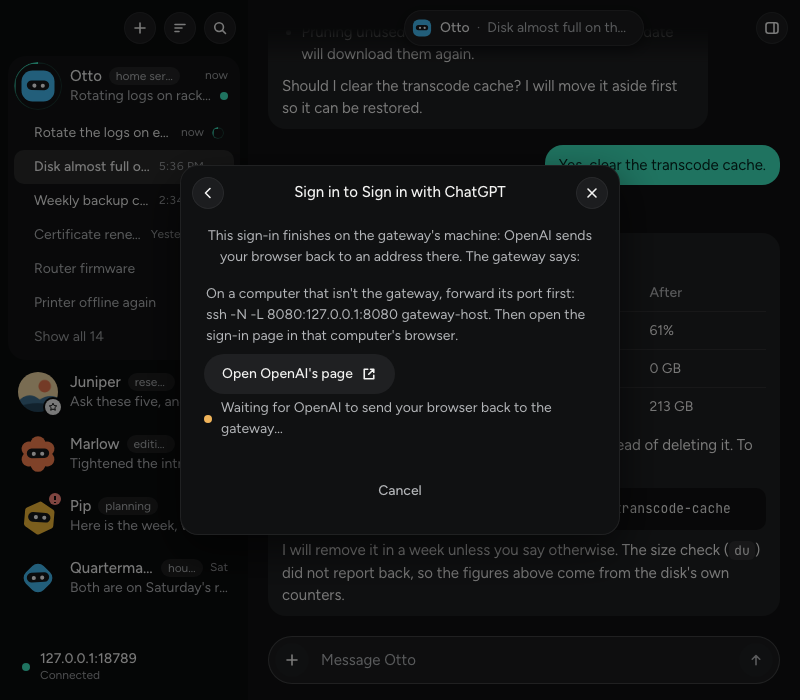 Otto · Disk almost full on th...
Otto home ser... now
Rotating logs on rack...
Rotate the logs on e... now
Disk almost full o... 5:36 PM
Weekly backup c... 2:34
Certificate rene... Yeste
Router firmware
Printer offline again
Show all 14
Juniper rese...
Ask these five, an
Marlow editi...
Tightened the intr
Pip planning
Here is the week,
Quarterma... hou... Sat
Both are on Saturday's r...
127.0.0.1:18789
Connected
Pruning unused date
will download them again.
Should I clear the transcode cache? I will move it aside first
so it can be restored.
Yes, clear the transcode cache.
After
61%
0 GB
213 GB
ead of deleting it. To
transcode-cache
I will remove it in a week unless you say otherwise. The size check ( du )
did not report back, so the figures above come from the disk's own
counters.
Message Otto
Sign in to Sign in with ChatGPT
This sign-in finishes on the gateway's machine: OpenAI sends
your browser back to an address there. The gateway says:
On a computer that isn't the gateway, forward its port first:
ssh -N -L 8080:127.0.0.1:8080 gateway-host. Then open the
sign-in page in that computer's browser.
Open OpenAI's page
Waiting for OpenAI to send your browser back to the
gateway...
Cancel